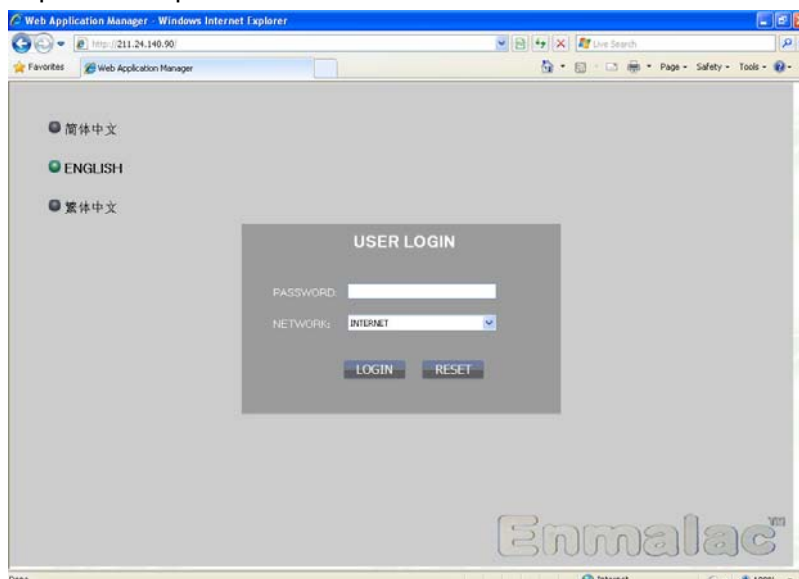 Web Application Manager - Windows Internet Explorer
http://211.24.140.90/
Live Search
Favorites
Web Application Manager
Page
Safety
Tools
简体中文
ENGLISH
繁体中文
USER LOGIN
PASSWORD:
NETWORK:
INTERNET
LOGIN
RESET
Enmalac